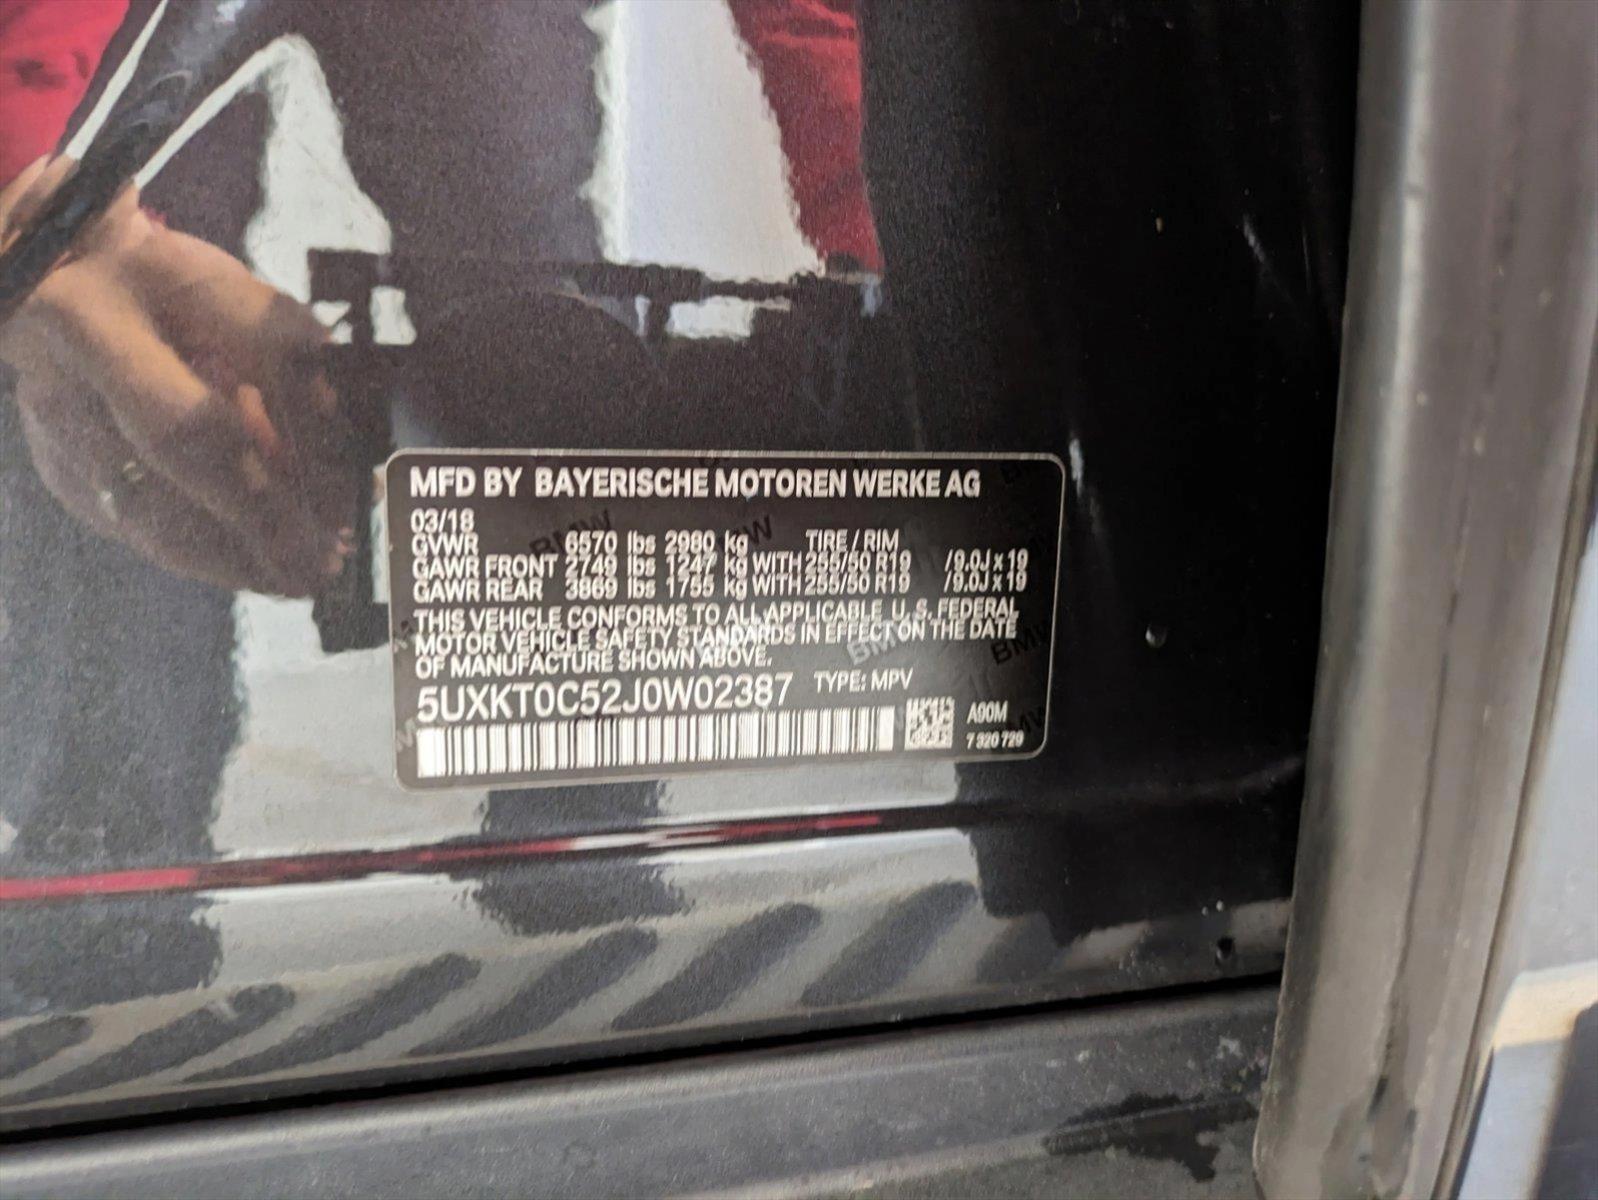 MFD BY BAYERISCHE MOTOREN WERKE AG
03/18
GVWR 6570 lbs 2980 kg TIRE / RIM
GAWR FRONT 2749 lbs 1247 kg WITH 255/50 R19 /9.0J x 19
GAWR REAR 3869 lbs 1755 kg WITH 255/50 R19 /9.0J x 19
THIS VEHICLE CONFORMS TO ALL APPLICABLE U.S. FEDERAL
MOTOR VEHICLE SAFETY STANDARDS IN EFFECT ON THE DATE
OF MANUFACTURE SHOWN ABOVE.
5UXKT0C52J0W02387 TYPE: MPV
A90M
7 320 729